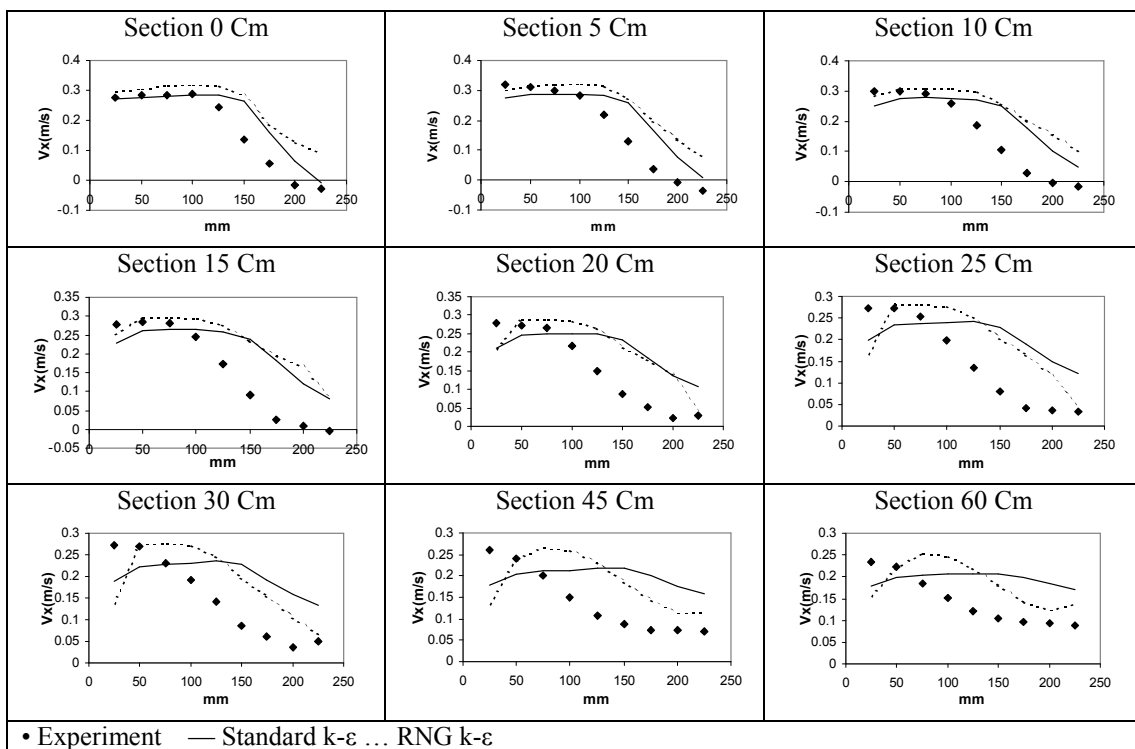 Section 0 Cm
0.4
0.3
0.2
0.1
0
-0.1
0 50 100 150 200 250
mm
Vx(m/s)
Section 5 Cm
0.4
0.3
0.2
0.1
0
-0.1
0 50 100 150 200 250
mm
Vx(m/s)
Section 10 Cm
0.4
0.3
0.2
0.1
0
-0.1
0 50 100 150 200 250
mm
Vx(m/s)
Section 15 Cm
0.35
0.3
0.25
0.2
0.15
0.1
0.05
0
-0.05
0 50 100 150 200 250
mm
Vx(m/s)
Section 20 Cm
0.35
0.3
0.25
0.2
0.15
0.1
0.05
0
0 50 100 150 200 250
mm
Vx(m/s)
Section 25 Cm
0.3
0.25
0.2
0.15
0.1
0.05
0
0 50 100 150 200 250
mm
Vx(m/s)
Section 30 Cm
0.3
0.25
0.2
0.15
0.1
0.05
0
0 50 100 150 200 250
mm
Vx(m/s)
Section 45 Cm
0.3
0.25
0.2
0.15
0.1
0.05
0
0 50 100 150 200 250
mm
Vx(m/s)
Section 60 Cm
0.3
0.25
0.2
0.15
0.1
0.05
0
0 50 100 150 200 250
mm
Vx(m/s)
• Experiment — Standard k-ε … RNG k-ε